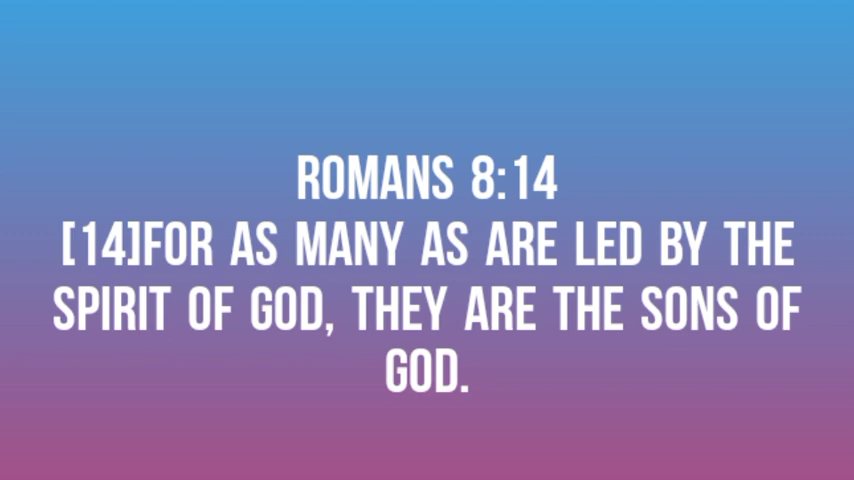 ROMANS 8:14
[14]FOR AS MANY AS ARE LED BY THE
SPIRIT OF GOD, THEY ARE THE SONS OF
GOD.